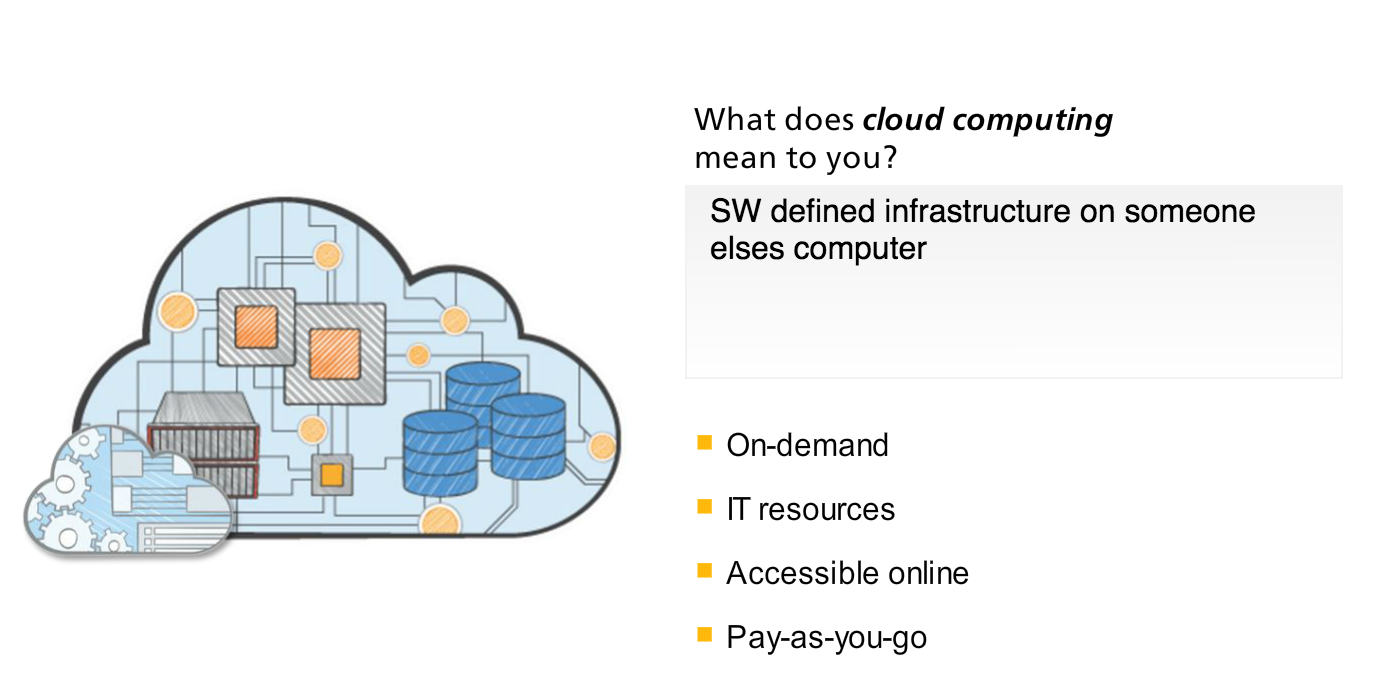 What does cloud computing
mean to you?
SW defined infrastructure on someone
elses computer
On-demand
IT resources
Accessible online
Pay-as-you-go